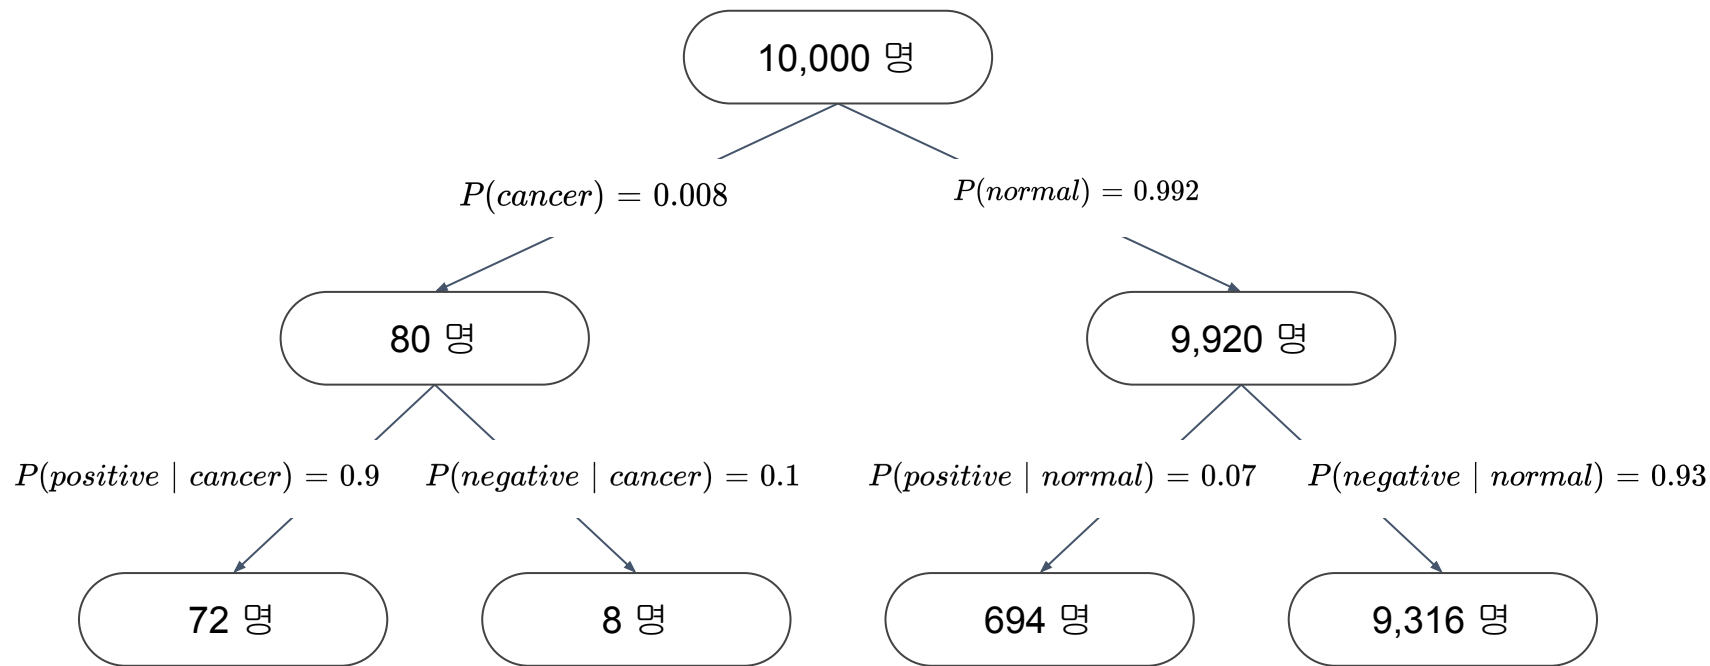 10,000 명
P(cancer) = 0.008
P(normal) = 0.992
80 명
9,920 명
P(positive | cancer) = 0.9
P(negative | cancer) = 0.1
P(positive | normal) = 0.07
P(negative | normal) = 0.93
72 명
8 명
694 명
9,316 명